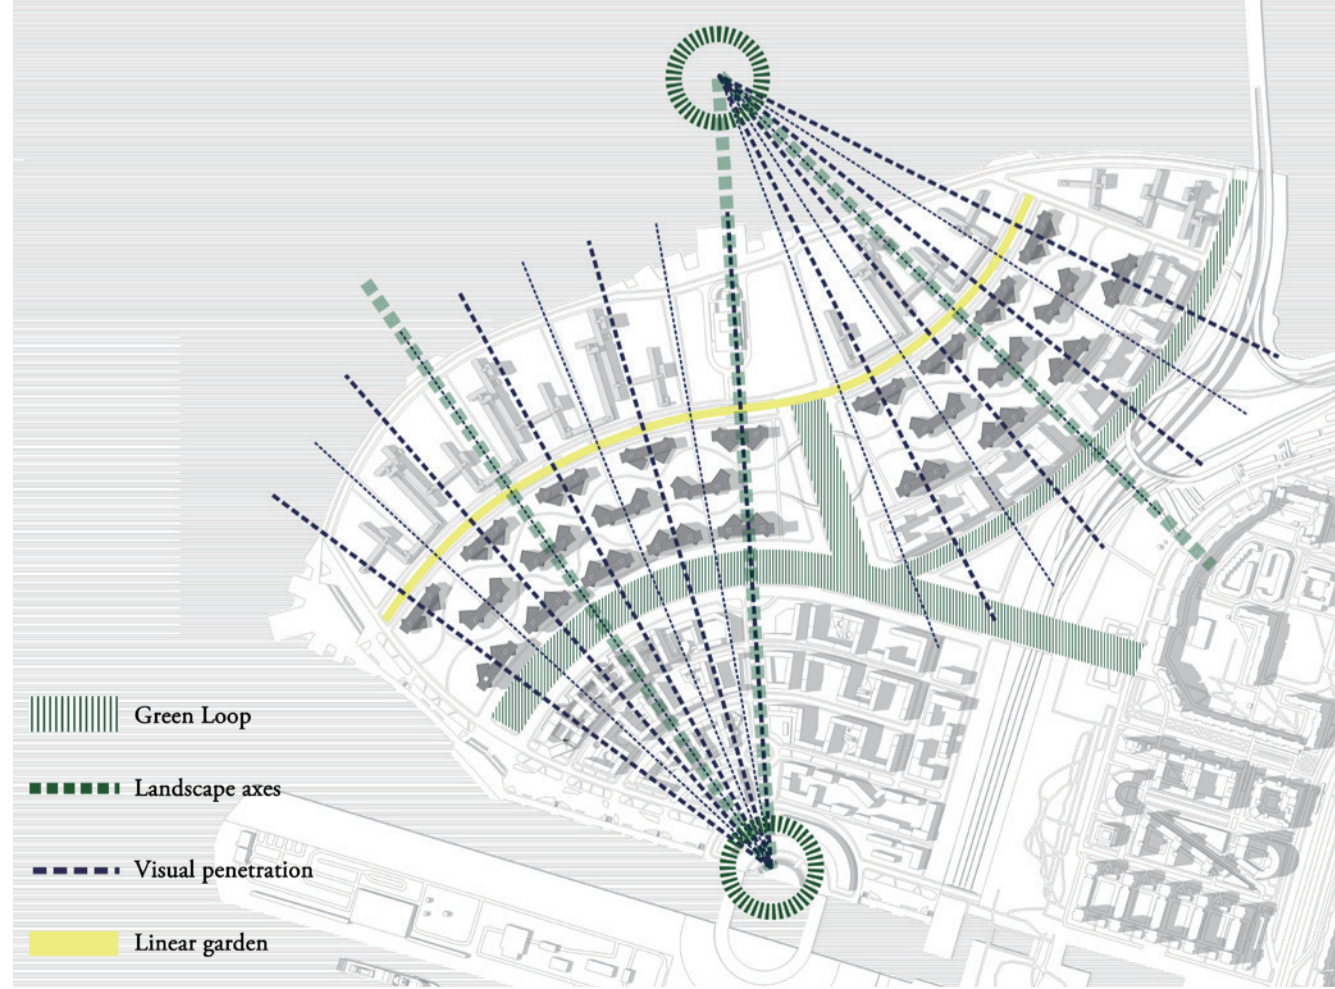 Green Loop
Landscape axes
Visual penetration
Linear garden